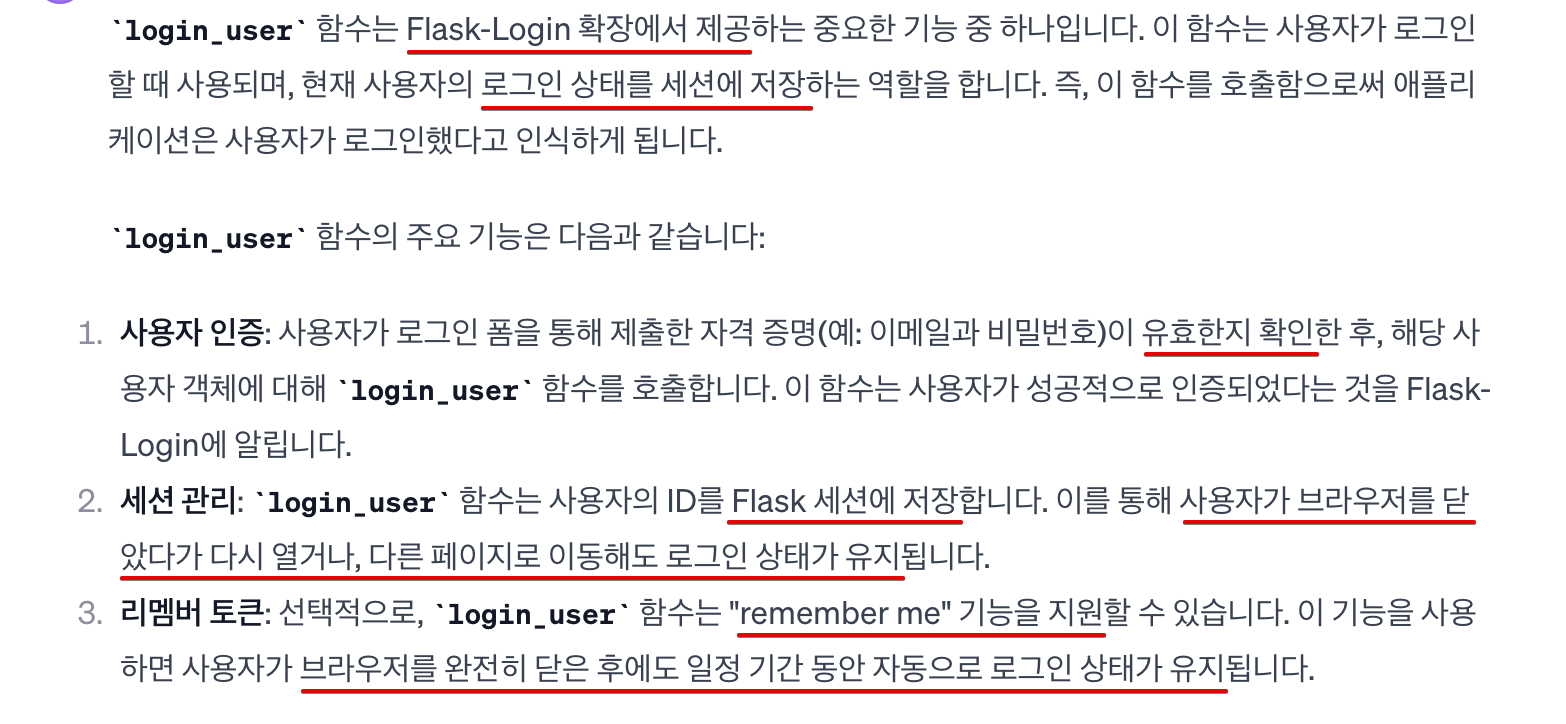 `login_user` 함수는 Flask-Login 확장에서 제공하는 중요한 기능 중 하나입니다. 이 함수는 사용자가 로그인
할 때 사용되며, 현재 사용자의 로그인 상태를 세션에 저장하는 역할을 합니다. 즉, 이 함수를 호출함으로써 애플리
케이션은 사용자가 로그인했다고 인식하게 됩니다.
`login_user` 함수의 주요 기능은 다음과 같습니다:
1. 사용자 인증: 사용자가 로그인 폼을 통해 제출한 자격 증명(예: 이메일과 비밀번호)이 유효한지 확인한 후, 해당 사
용자 객체에 대해 `login_user` 함수를 호출합니다. 이 함수는 사용자가 성공적으로 인증되었다는 것을 Flask-
Login에 알립니다.
2. 세션 관리: `login_user` 함수는 사용자의 ID를 Flask 세션에 저장합니다. 이를 통해 사용자가 브라우저를 닫
았다가 다시 열거나, 다른 페이지로 이동해도 로그인 상태가 유지됩니다.
3. 리멤버 토큰: 선택적으로, `login_user` 함수는 "remember me" 기능을 지원할 수 있습니다. 이 기능을 사용
하면 사용자가 브라우저를 완전히 닫은 후에도 일정 기간 동안 자동으로 로그인 상태가 유지됩니다.